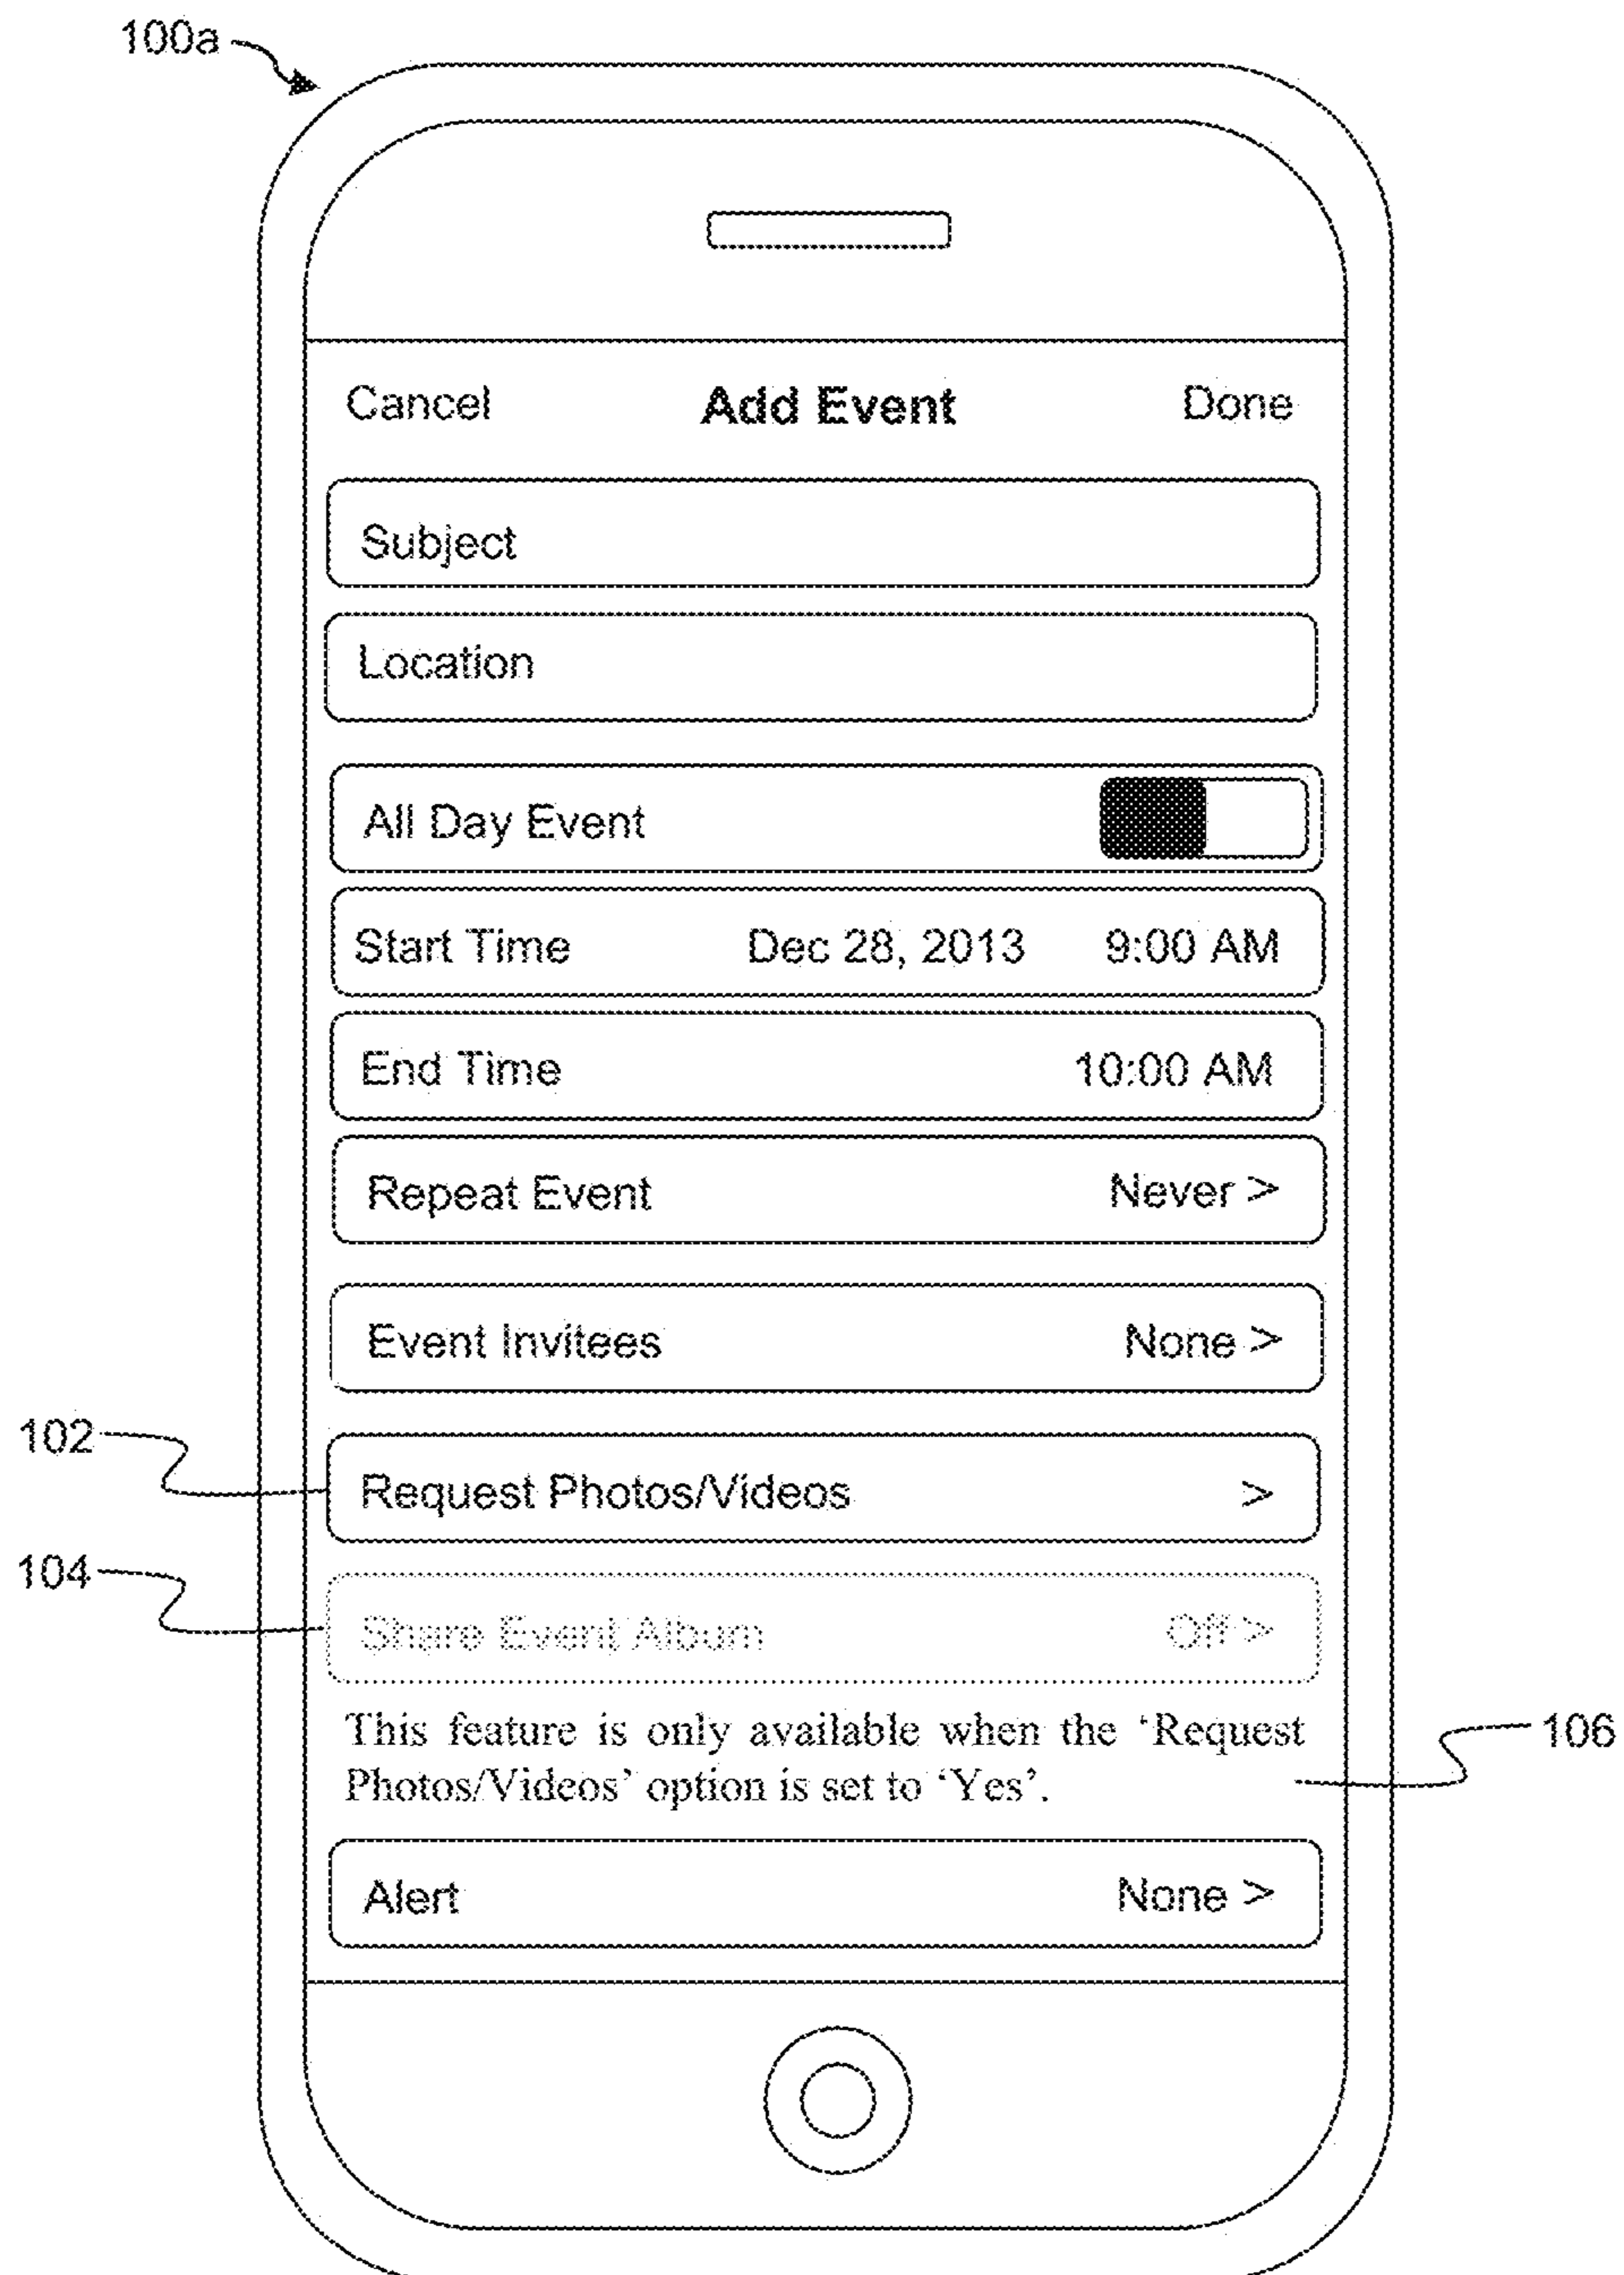 100a
Cancel Add Event Done
Subject
Location
All Day Event
Start Time Dec 28, 2013 9:00 AM
End Time 10:00 AM
Repeat Event Never >
Event Invitees None >
102
Request Photos/Videos >
104
Share Event Album Off >
This feature is only available when the ‘Request
Photos/Videos’ option is set to ‘Yes’.
106
Alert None >